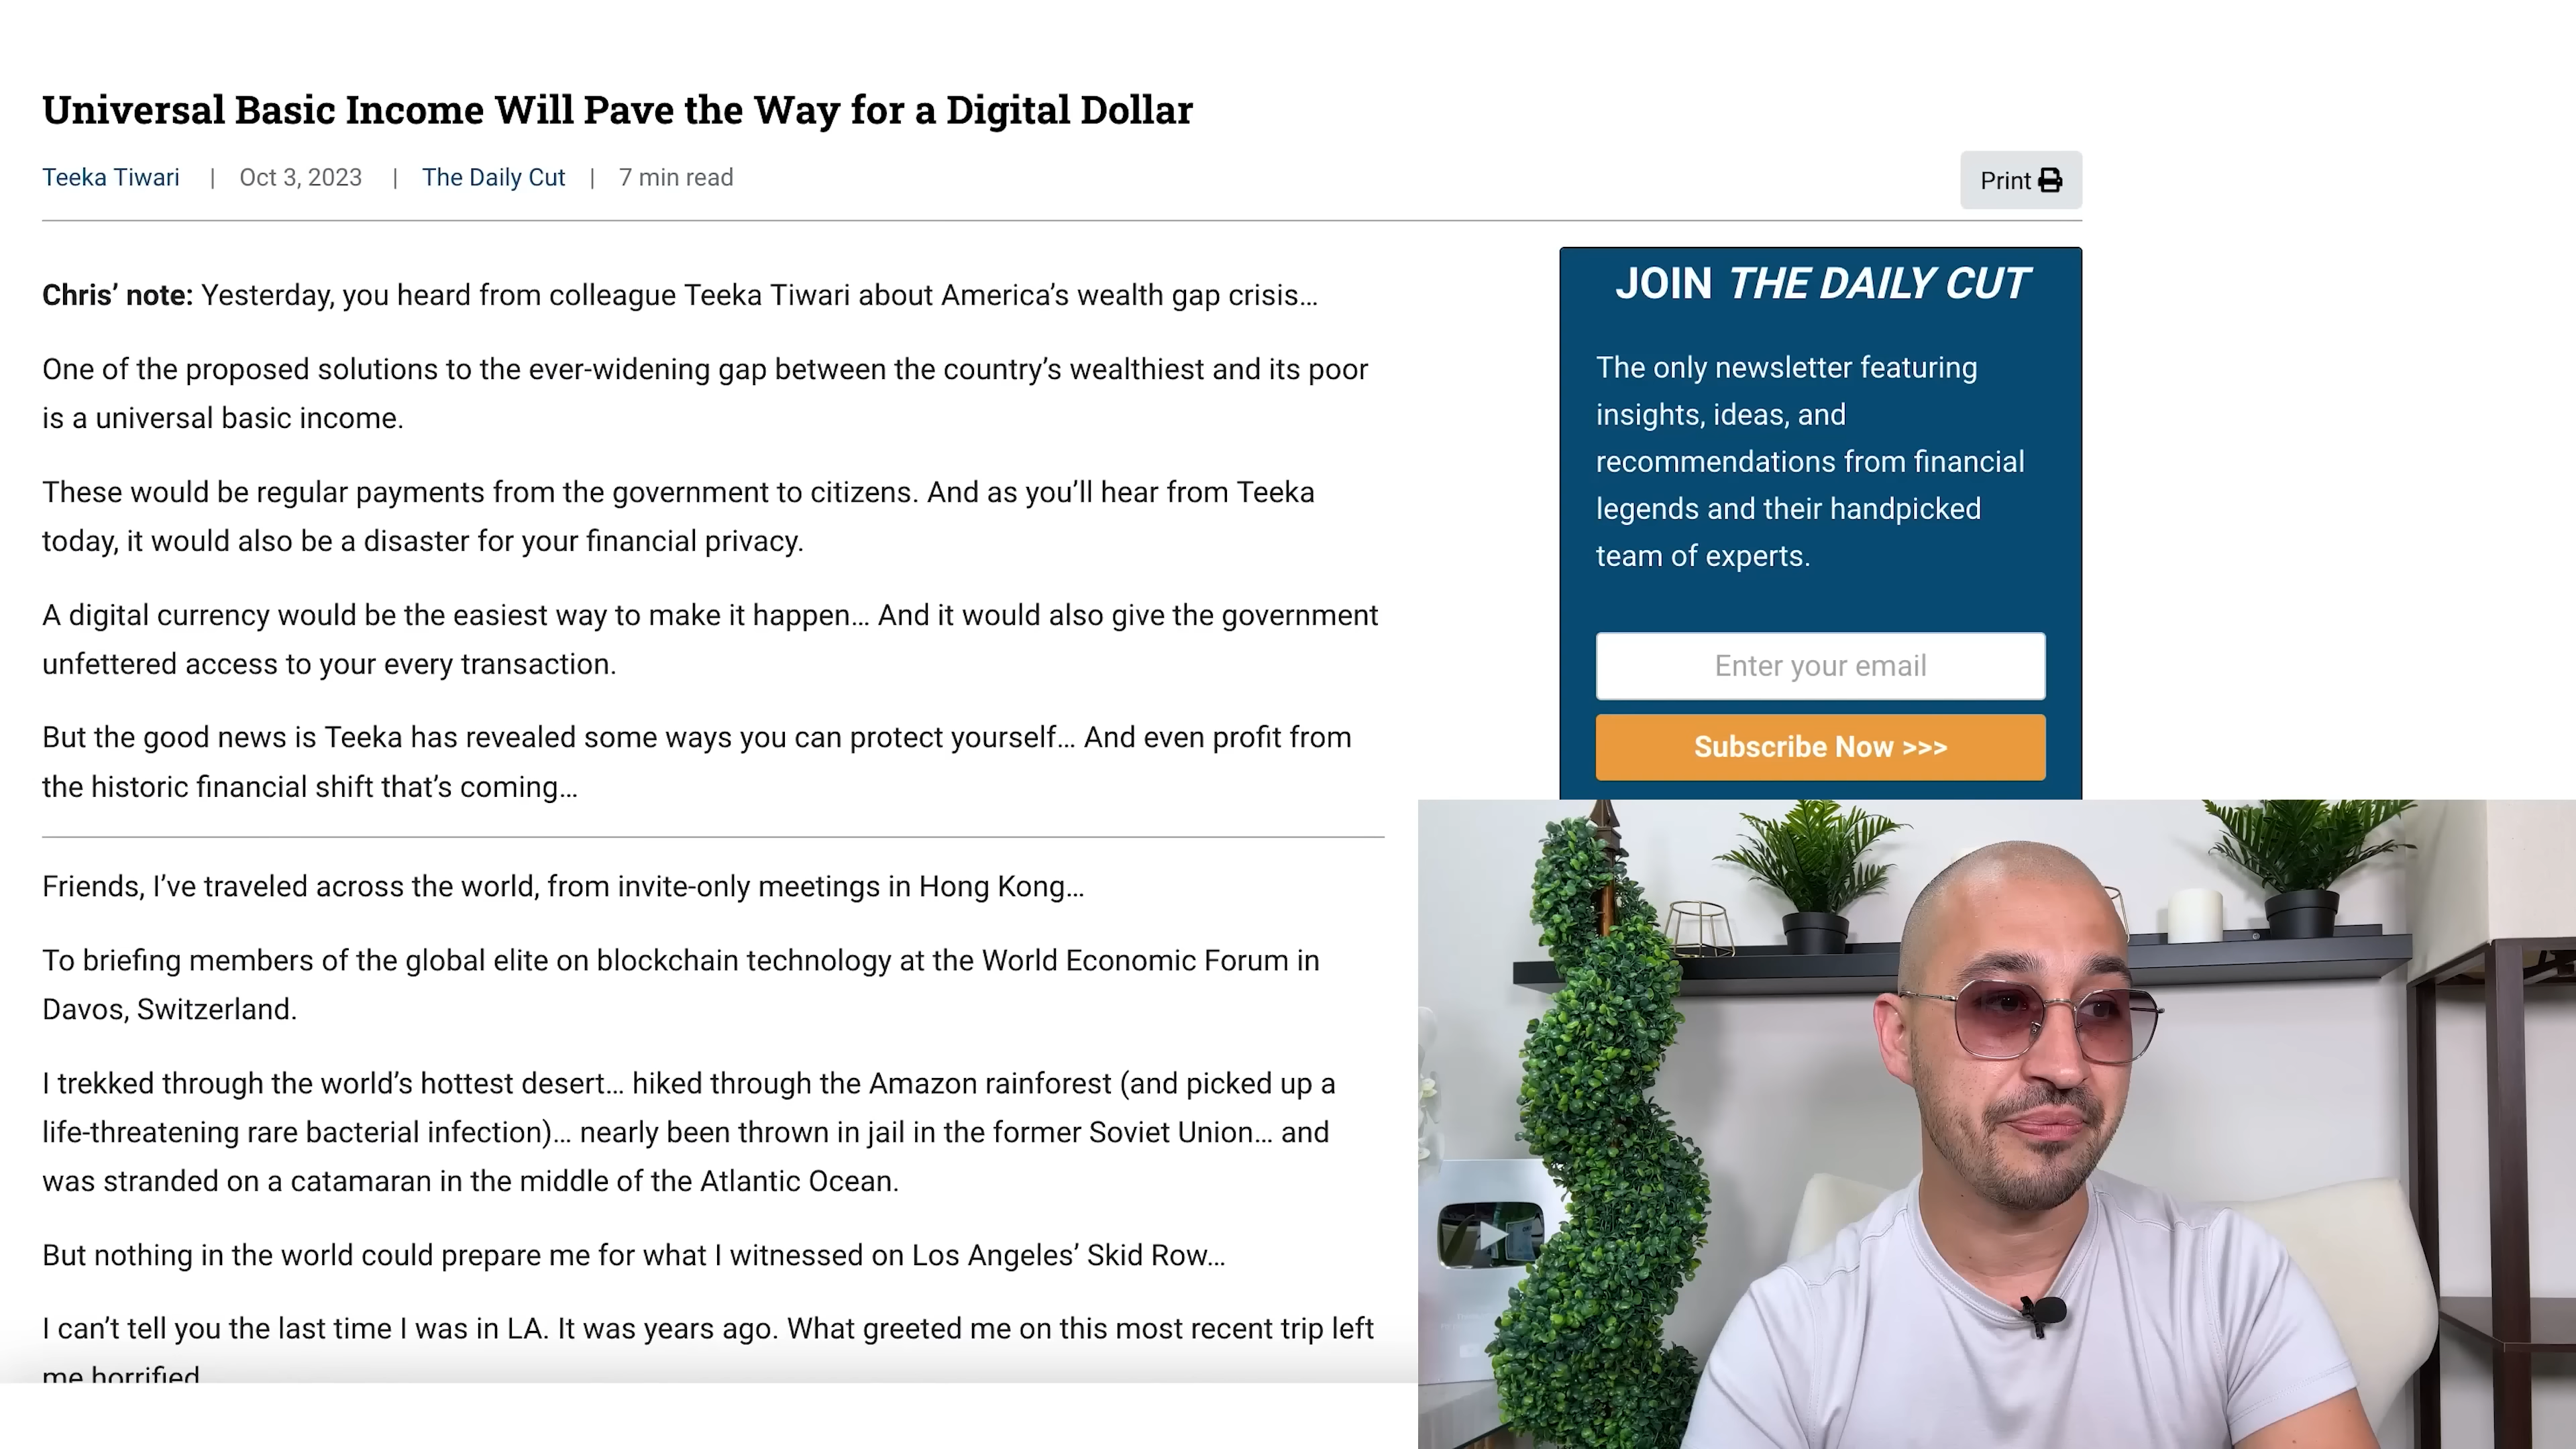 Universal Basic Income Will Pave the Way for a Digital Dollar
Teeka Tiwari | Oct 3, 2023 | The Daily Cut | 7 min read
Print
Chris’ note: Yesterday, you heard from colleague Teeka Tiwari about America’s wealth gap crisis…
One of the proposed solutions to the ever-widening gap between the country’s wealthiest and its poor
is a universal basic income.
These would be regular payments from the government to citizens. And as you’ll hear from Teeka
today, it would also be a disaster for your financial privacy.
A digital currency would be the easiest way to make it happen… And it would also give the government
unfettered access to your every transaction.
But the good news is Teeka has revealed some ways you can protect yourself… And even profit from
the historic financial shift that’s coming…
Friends, I’ve traveled across the world, from invite-only meetings in Hong Kong…
To briefing members of the global elite on blockchain technology at the World Economic Forum in
Davos, Switzerland.
I trekked through the world’s hottest desert… hiked through the Amazon rainforest (and picked up a
life-threatening rare bacterial infection)… nearly been thrown in jail in the former Soviet Union… and
was stranded on a catamaran in the middle of the Atlantic Ocean.
But nothing in the world could prepare me for what I witnessed on Los Angeles’ Skid Row…
I can’t tell you the last time I was in LA. It was years ago. What greeted me on this most recent trip left
me horrified
JOIN THE DAILY CUT
The only newsletter featuring
insights, ideas, and
recommendations from financial
legends and their handpicked
team of experts.
Enter your email
Subscribe Now >>>